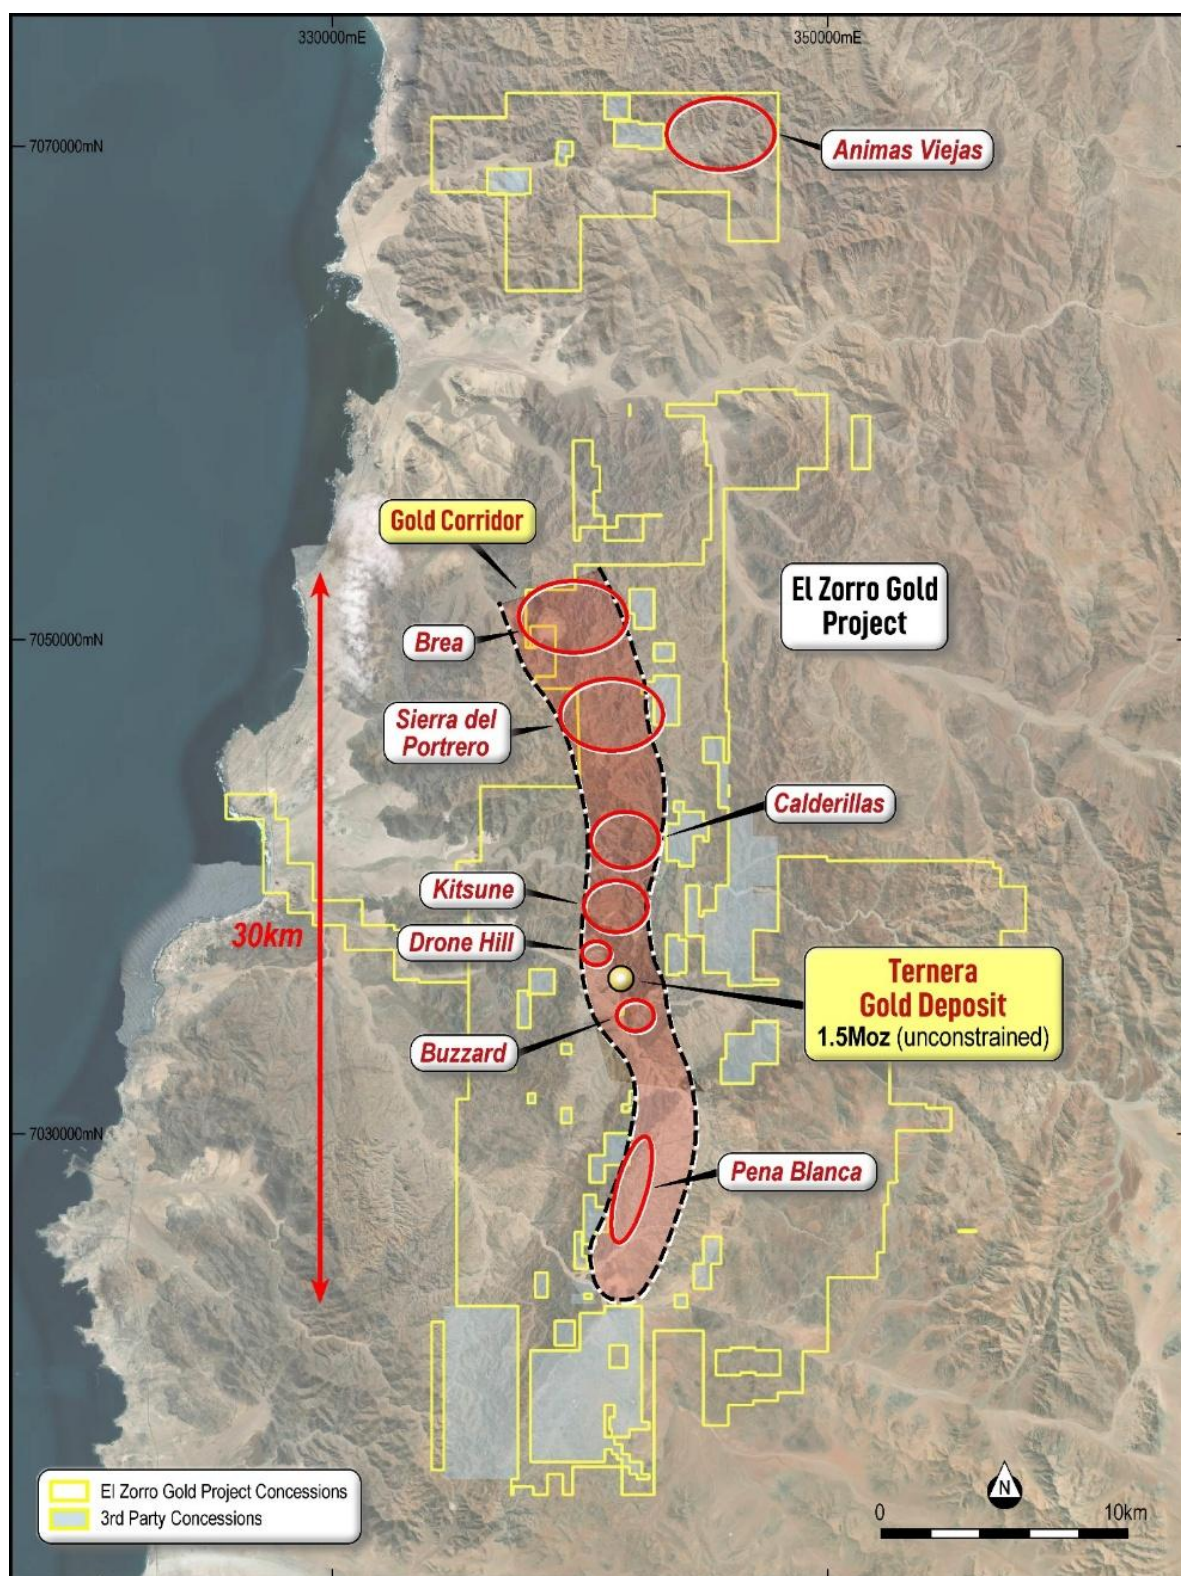 330000mE
350000mE
7070000mN
Animas Viejas
Gold Corridor
El Zorro Gold
Project
Brea
7050000mN
Sierra del
Portrero
Calderillas
Kitsune
30km
Drone Hill
Ternera
Gold Deposit
1.5Moz (unconstrained)
Buzzard
7030000mN
Pena Blanca
El Zorro Gold Project Concessions
3rd Party Concessions
N
0
10km